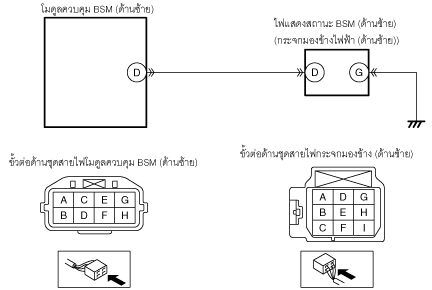 โมดูลควบคุม BSM (ด้านซ้าย)
ไฟแสดงสถานะ BSM (ด้านซ้าย)
(กระจกมองข้างไฟฟ้า (ด้านซ้าย))
D
D
G
ขั้วต่อด้านชุดสายไฟโมดูลควบคุม BSM (ด้านซ้าย)
ขั้วต่อด้านชุดสายไฟกระจกมองข้าง (ด้านซ้าย)
A C E G
B D F H
A D G
B E H
C F I